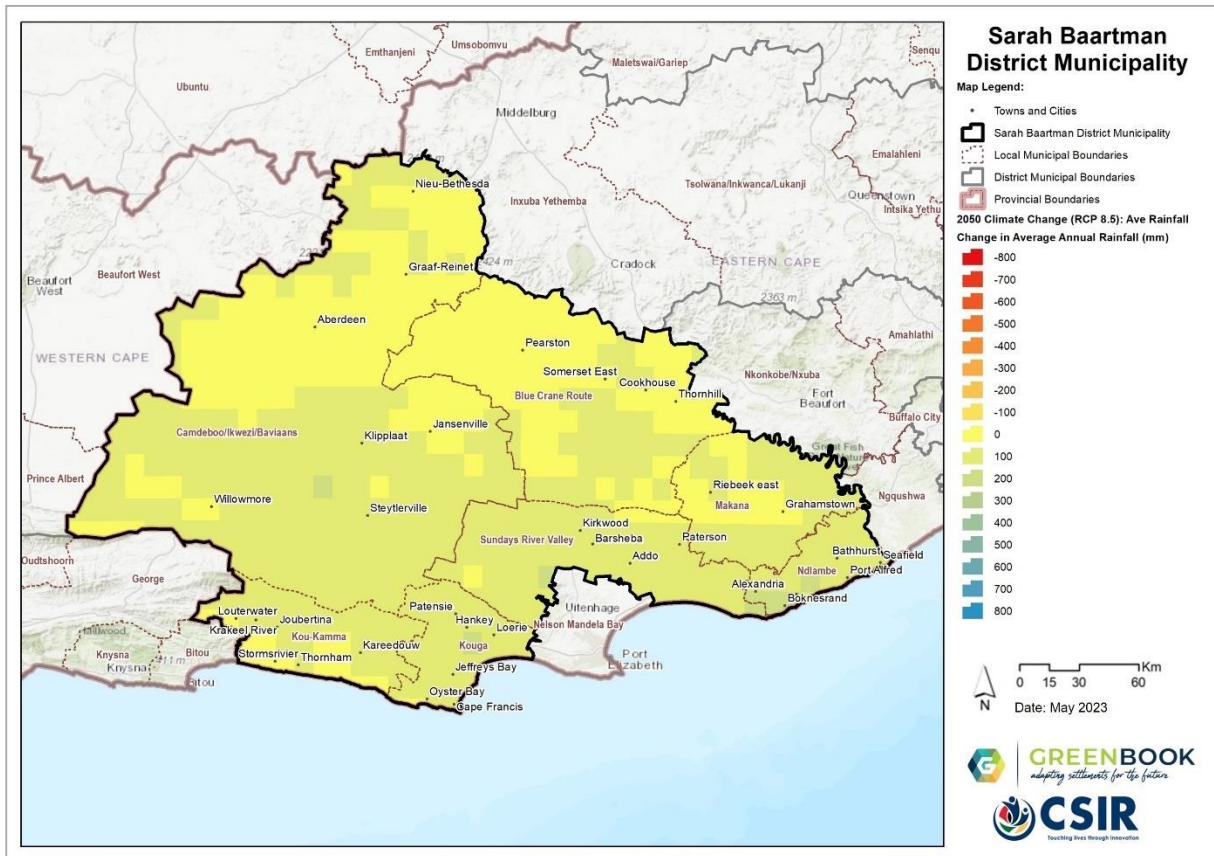 Sarah Baartman
District Municipality
Map Legend:
Towns and Cities
Sarah Baartman District Municipality
Local Municipal Boundaries
District Municipal Boundaries
Provincial Boundaries
2050 Climate Change (RCP 8.5): Ave Rainfall
Change in Average Annual Rainfall (mm)
-800
-700
-600
-500
-400
-300
-200
-100
0
100
200
300
400
500
600
700
800
Km
0 15 30 60
N
Date: May 2023
GREENBOOK
adapting settlements for the future
CSIR
Touching lives through innovation
Emthanjeni
Umsobomvu
Maletswai/Gariep
Senqu
Ubuntu
Middelburg
Emalahleni
Nieu-Bethesda
Tsolwana/Inkwanca/Lukanji
Queenstown
Inxuba Yethemba
Intsika Yethu
Beaufort West
424 m
Cradock
EASTERN CAPE
Graaf-Reinet
Beaufort
West
2363 m
Aberdeen
Amahlathi
WESTERN CAPE
Pearston
Somerset East
Cookhouse
Nkonkobe/Nxuba
Blue Crane Route
Thornhill
Fort
Beaufort
Buffalo City
Camdeboo/Ikwezi/Baviaans
Jansenville
Klipplaat
Great Fish
Prince Albert
Riebeek east
Willowmore
Makana
Ngqushwa
Steytlerville
Grahamstown
Kirkwood
Sundays River Valley
Barsheba
Paterson
Oudtshoorn
Addo
Bathhurst
Seafield
George
Ndlambe
Port Alfred
Alexandria
Boknesrand
Louterwater
Patensie
Uitenhage
Joubertina
Hankey
Nelson Mandela Bay
Krakeel River
Kou-Kamma
Loerie
Kareedouw
Kouga
Knysna
Bitou
Stormsrivier
Thornham
Port
Elizabeth
Knysna
Jeffreys Bay
Bitou
Oyster Bay
Cape Francis